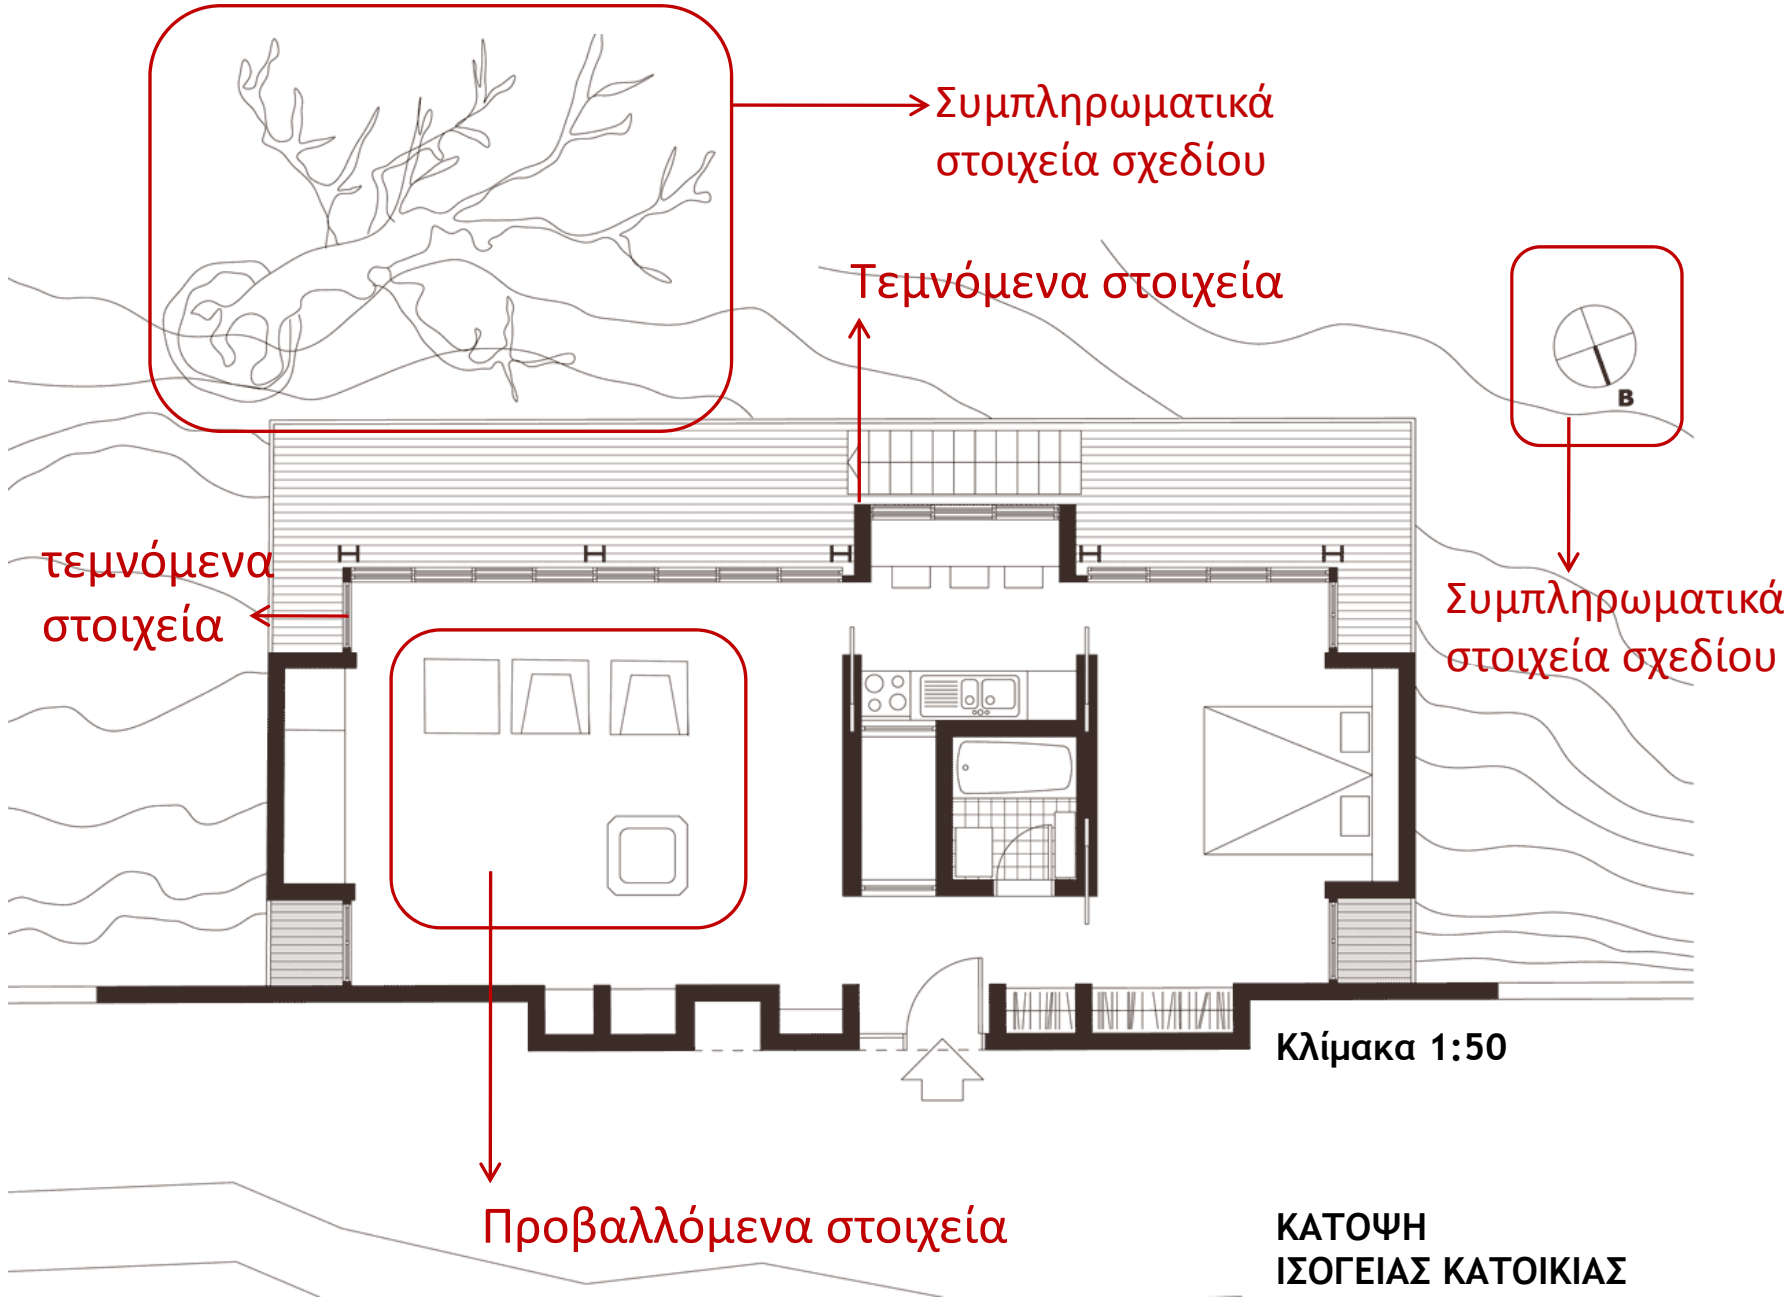 Συμπληρωματικά
στοιχεία σχεδίου
Τεμνόμενα στοιχεία
B
τεμνόμενα
στοιχεία
Συμπληρωματικά
στοιχεία σχεδίου
Κλίμακα 1:50
Προβαλλόμενα στοιχεία
ΚΑΤΟΨΗ
ΙΣΟΓΕΙΑΣ ΚΑΤΟΙΚΙΑΣ